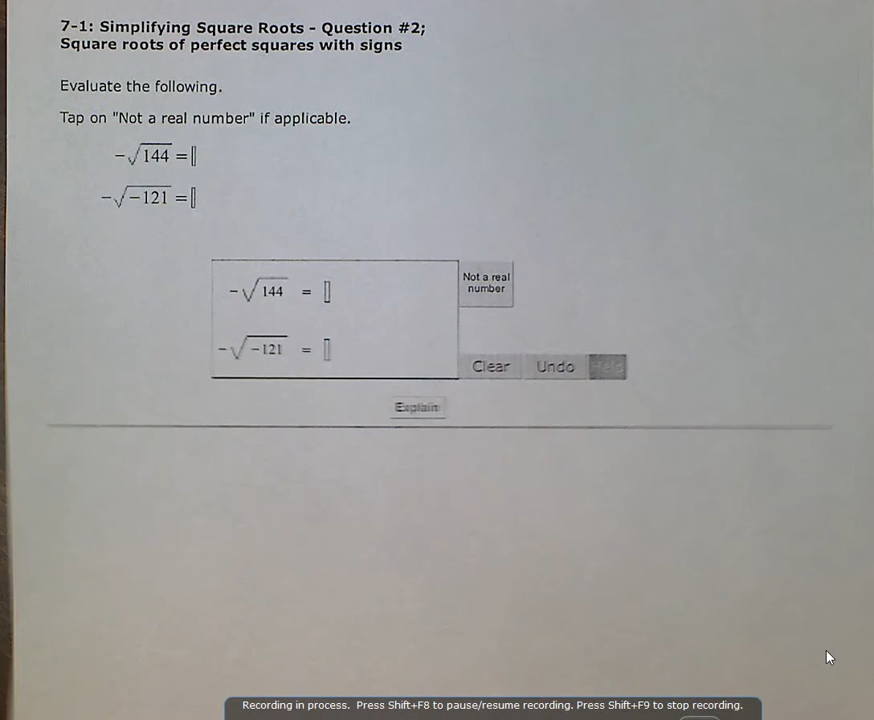 7-1: Simplifying Square Roots - Question #2;
Square roots of perfect squares with signs
Evaluate the following.
Tap on "Not a real number" if applicable.
-√144 =[]
-√-121 =[]
-√144 = []
Not a real
number
-√-121 = []
Clear Undo Help
Explain
Recording in process. Press Shift+F8 to pause/resume recording. Press Shift+F9 to stop recording.